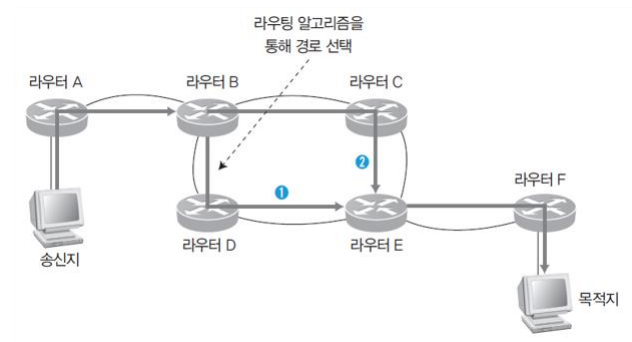 라우팅 알고리즘을
통해 경로 선택
라우터 A
라우터 B
라우터 C
❷
라우터 F
❶
라우터 D
라우터 E
송신지
목적지